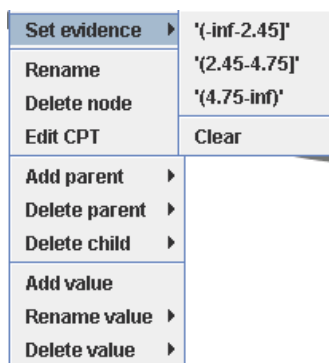 Set evidence
Rename
Delete node
Edit CPT
Add parent
Delete parent
Delete child
Add value
Rename value
Delete value
'(-inf-2.45]'
'(2.45-4.75]'
'(4.75-inf)'
Clear